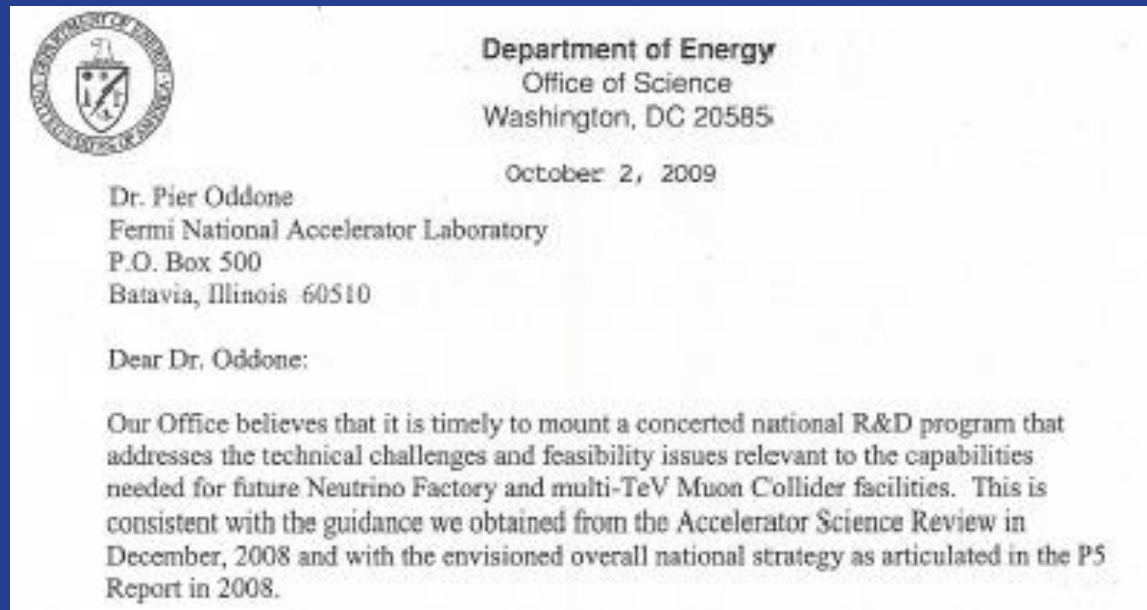 Department of Energy
Office of Science
Washington, DC 20585
October 2, 2009
Dr. Pier Oddone
Fermi National Accelerator Laboratory
P.O. Box 500
Batavia, Illinois 60510
Dear Dr. Oddone:
Our Office believes that it is timely to mount a concerted national R&D program that
addresses the technical challenges and feasibility issues relevant to the capabilities
needed for future Neutrino Factory and multi-TeV Muon Collider facilities. This is
consistent with the guidance we obtained from the Accelerator Science Review in
December, 2008 and with the envisioned overall national strategy as articulated in the P5
Report in 2008.